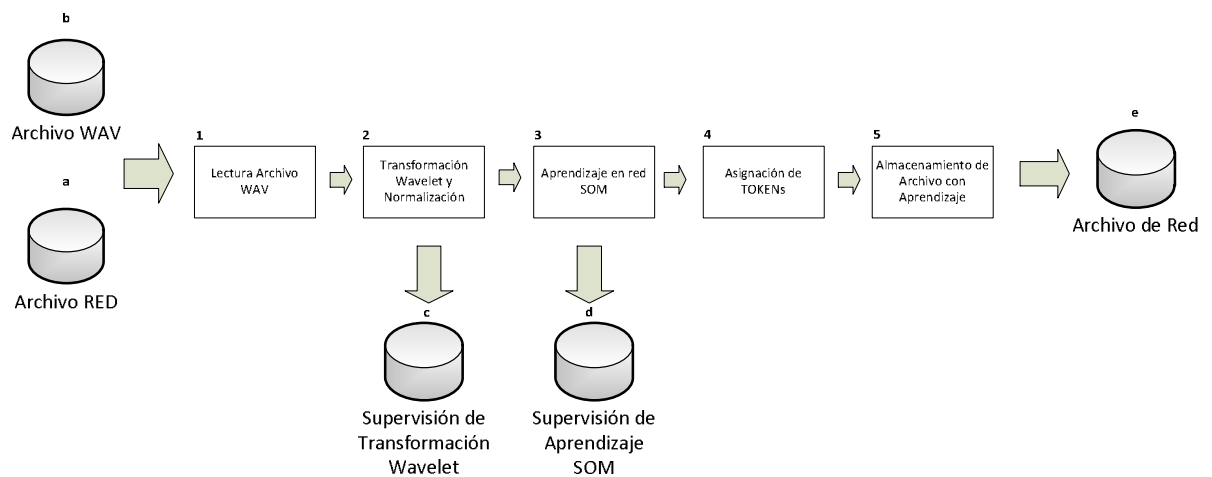 b
Archivo WAV
a
Archivo RED
1
Lectura Archivo
WAV
2
Transformación
Wavelet y
Normalización
3
Aprendizaje en red
SOM
4
Asignación de
TOKENs
5
Almacenamiento de
Archivo con
Aprendizaje
e
Archivo de Red
c
Supervisión de
Transformación
Wavelet
d
Supervisión de
Aprendizaje
SOM